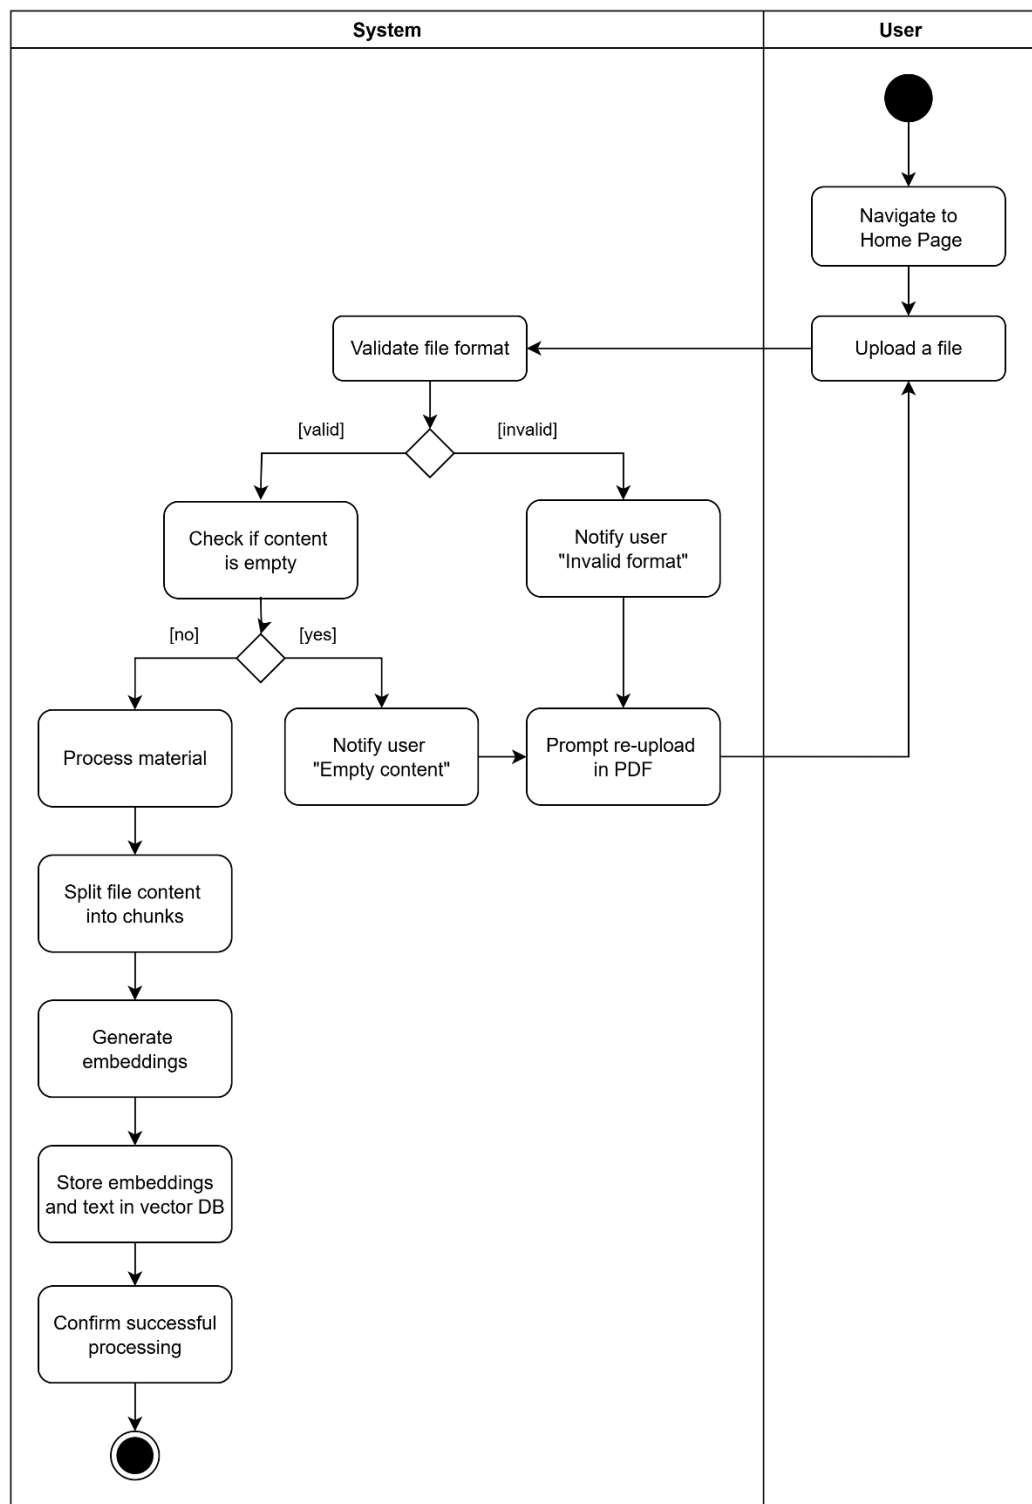 System
User
Navigate to
Home Page
Validate file format
Upload a file
[valid]
[invalid]
Check if content
is empty
Notify user
"Invalid format"
[no]
[yes]
Process material
Notify user
"Empty content"
Prompt re-upload
in PDF
Split file content
into chunks
Generate
embeddings
Store embeddings
and text in vector DB
Confirm successful
processing